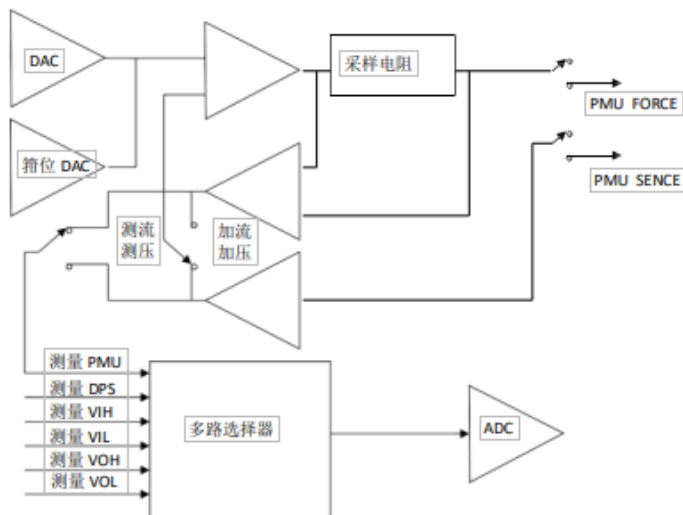 DAC
采样电阻
PMU FORCE
箝位 DAC
PMU SENCE
测流
测压
加流
加压
测量 PMU
测量 DPS
测量 VIH
测量 VIL
测量 VOH
测量 VOL
多路选择器
ADC